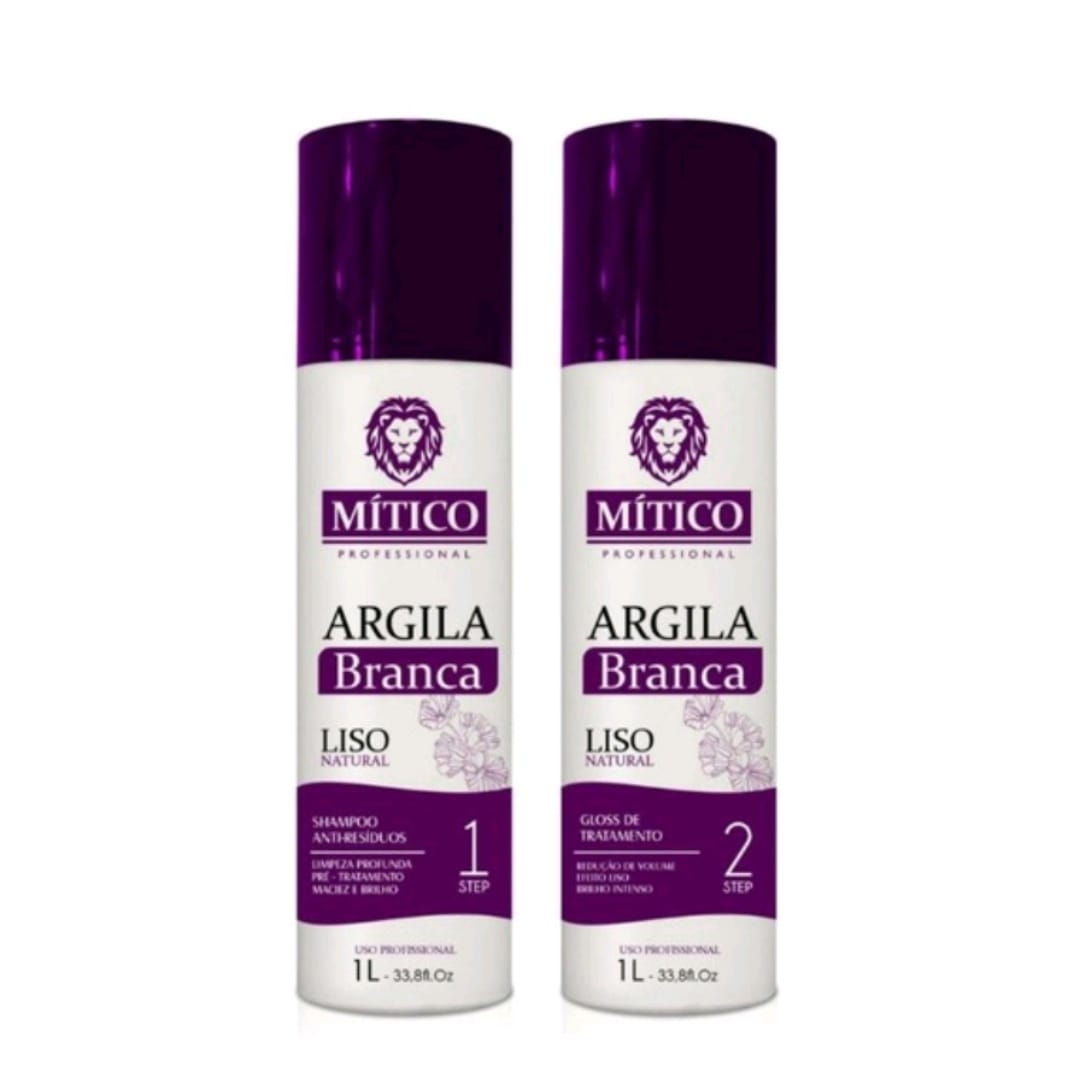 MÍTICO
PROFESSIONAL
ARGILA
Branca
LISO
NATURAL
SHAMPOO
ANTI-RESÍDUOS
LIMPEZA PROFUNDA
PRÉ - TRATAMENTO
MACIEZ E BRILHO
1
STEP
USO PROFISSIONAL
1L - 33,8fl.Oz
MÍTICO
PROFESSIONAL
ARGILA
Branca
LISO
NATURAL
GLOSS DE
TRATAMENTO
REDUÇÃO DE VOLUME
EFEITO LISO
BRILHO INTENSO
2
STEP
USO PROFISSIONAL
1L - 33,8fl.Oz